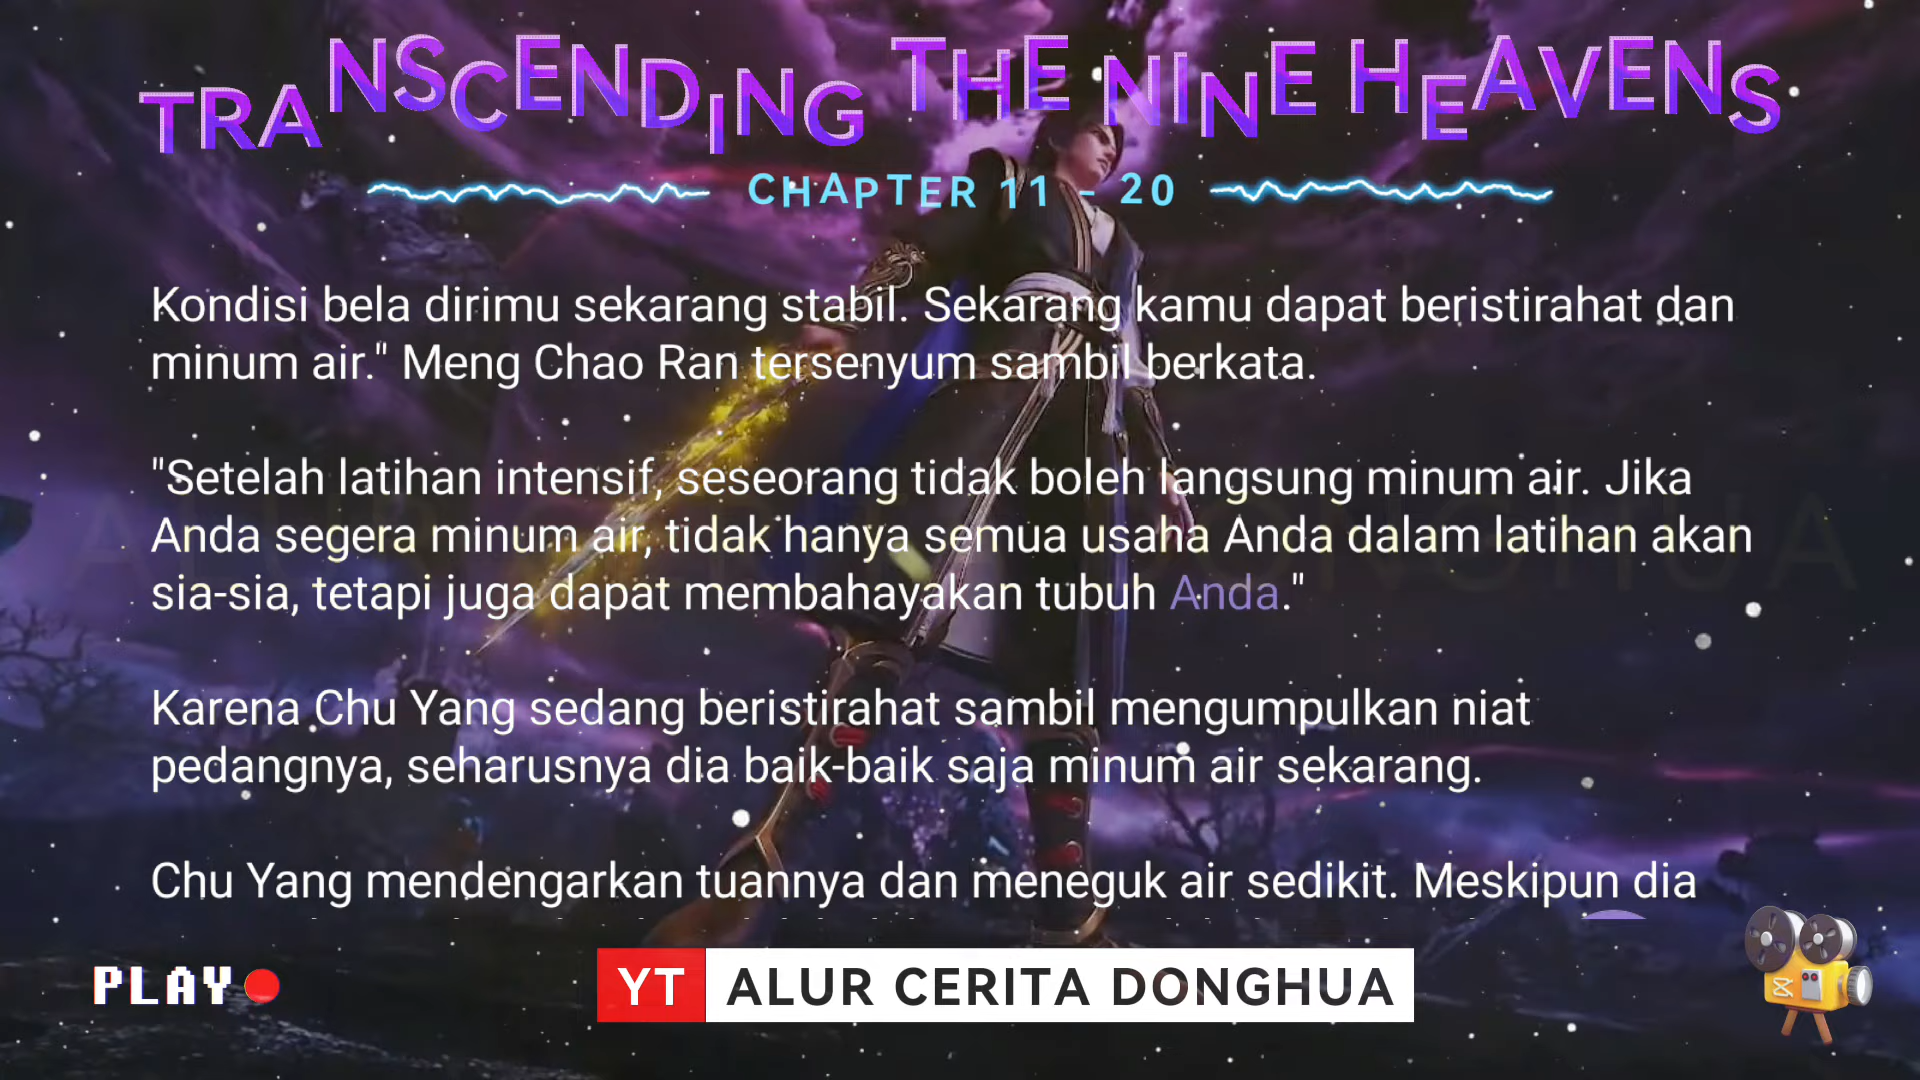 TRANSCENDING THE NINE HEAVENS
CHAPTER 11 - 20
Kondisi bela dirimu sekarang stabil. Sekarang kamu dapat beristirahat dan
minum air." Meng Chao Ran tersenyum sambil berkata.
"Setelah latihan intensif, seseorang tidak boleh langsung minum air. Jika
Anda segera minum air, tidak hanya semua usaha Anda dalam latihan akan
sia-sia, tetapi juga dapat membahayakan tubuh Anda."
Karena Chu Yang sedang beristirahat sambil mengumpulkan niat
pedangnya, seharusnya dia baik-baik saja minum air sekarang.
Chu Yang mendengarkan tuannya dan meneguk air sedikit. Meskipun dia
PLAY
YT ALUR CERITA DONGHUA